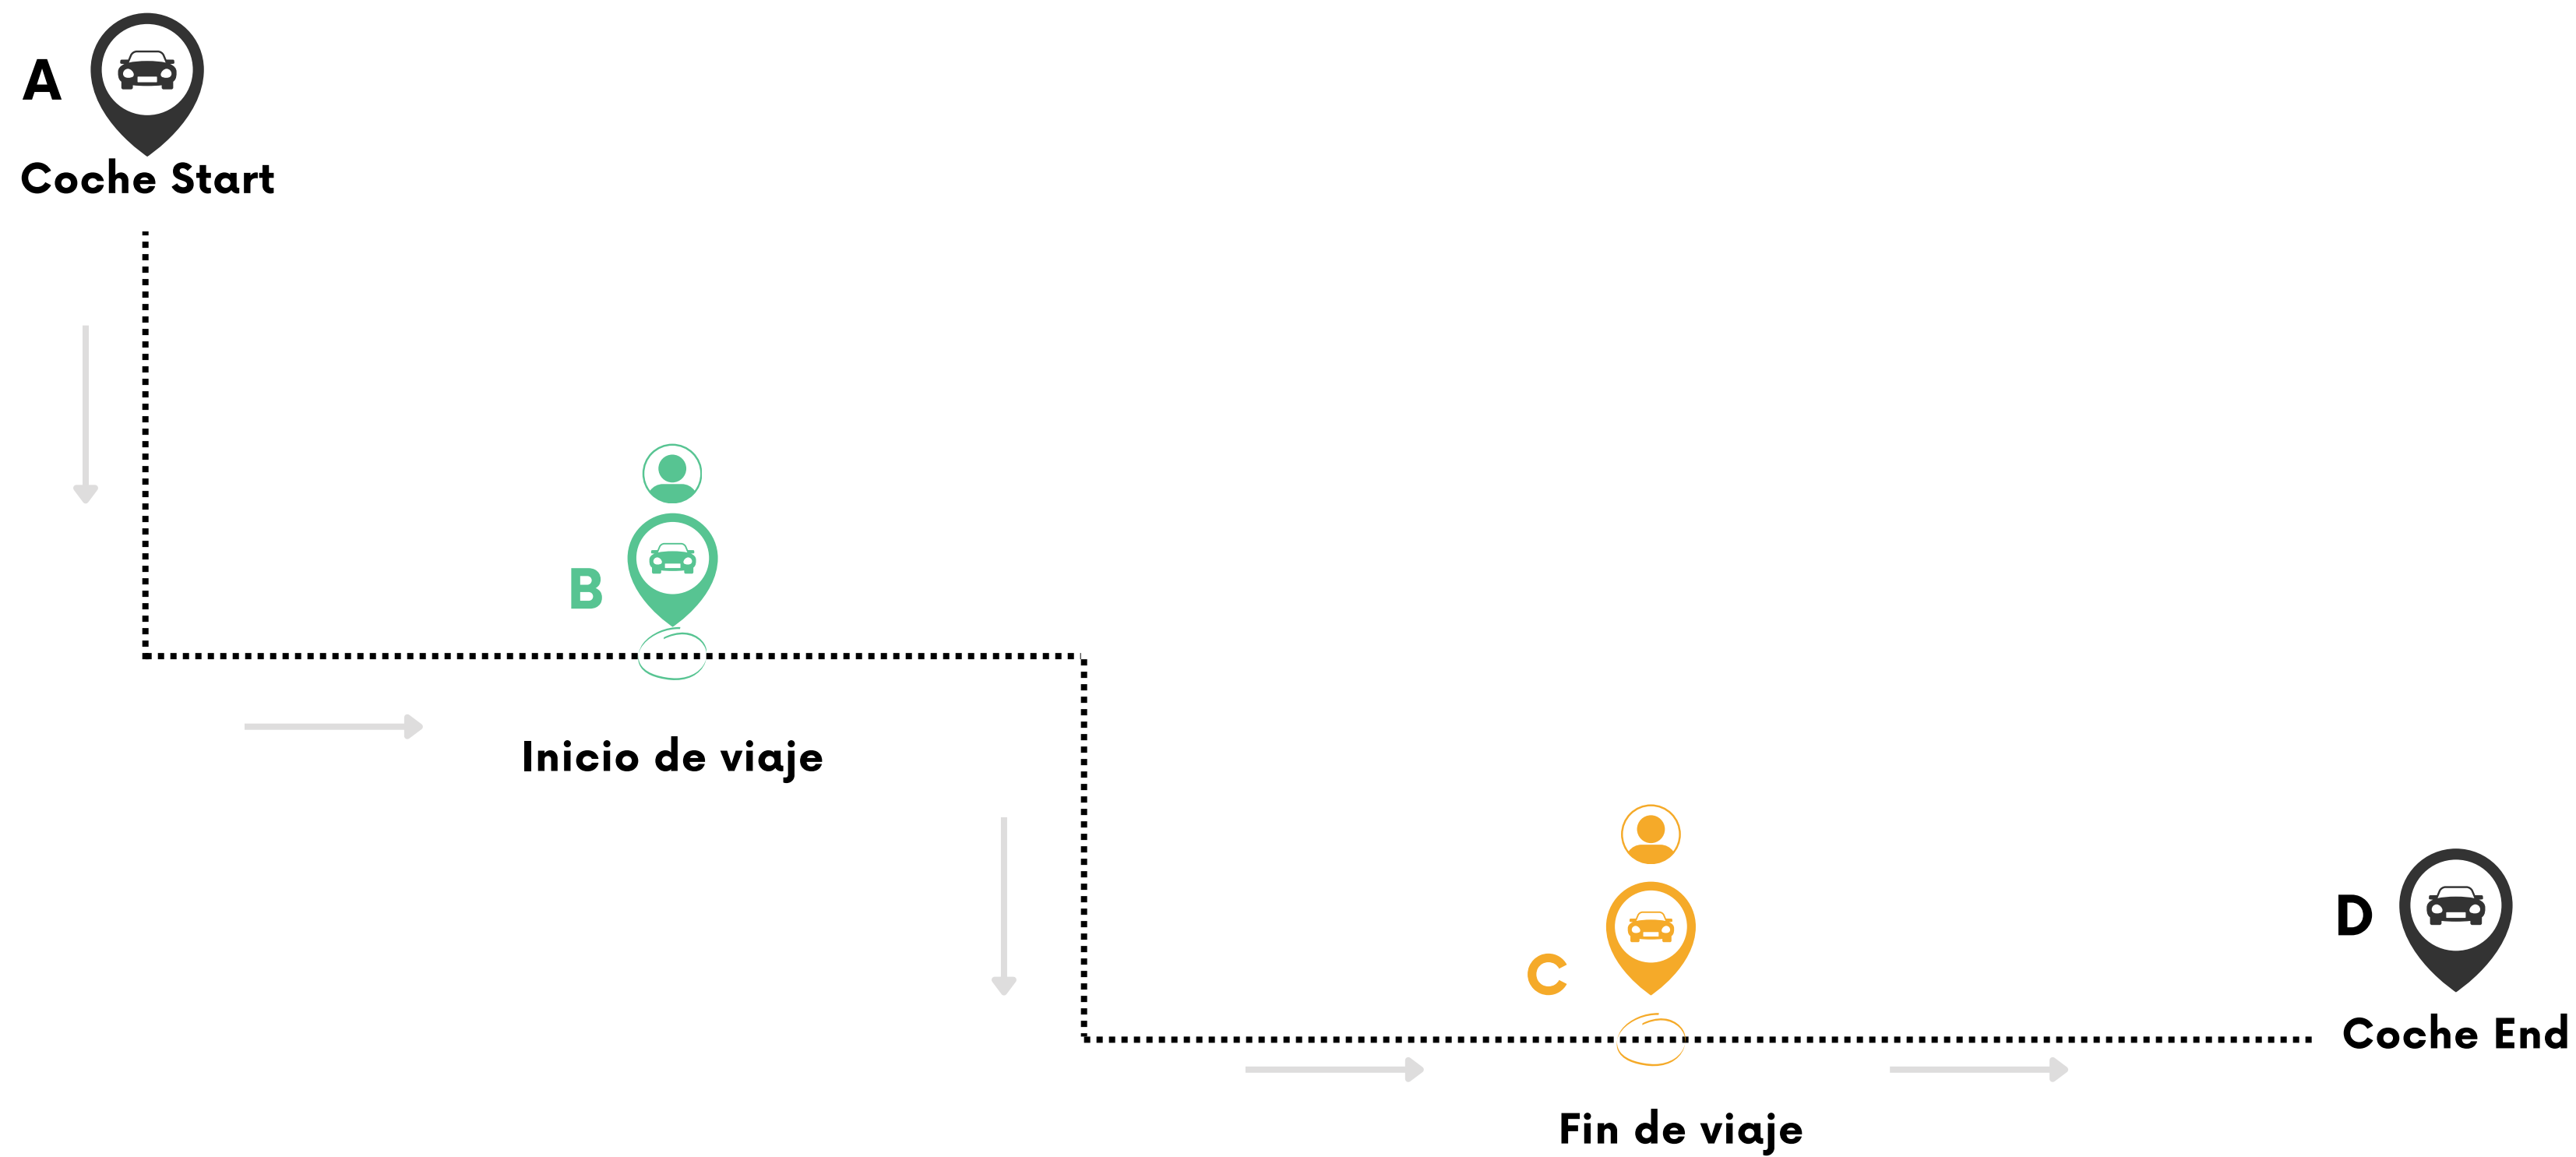 A
Coche Start
B
Inicio de viaje
C
D
Coche End
Fin de viaje